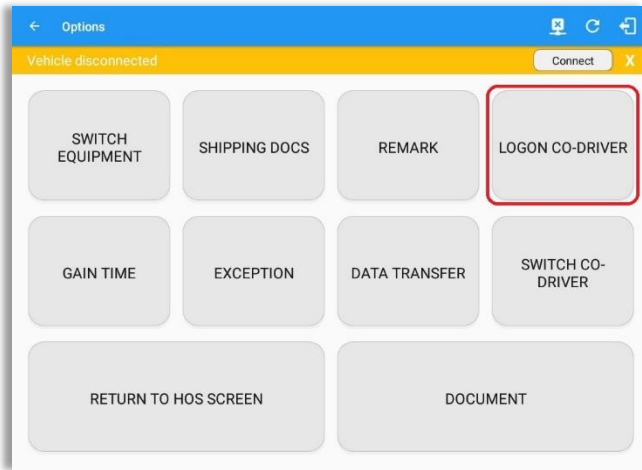 Options
Vehicle disconnected
Connect
X
SWITCH
EQUIPMENT
SHIPPING DOCS
REMARK
LOGON CO-DRIVER
GAIN TIME
EXCEPTION
DATA TRANSFER
SWITCH CO-
DRIVER
RETURN TO HOS SCREEN
DOCUMENT